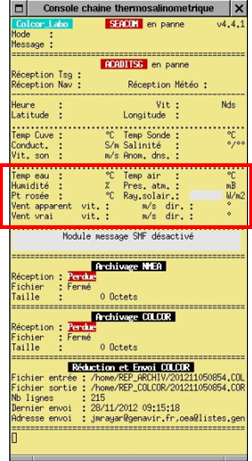 Console chaine thermosalinometrique
Colcor_Labo SEACOM en panne v4.4.1
Mode :
Message :
ACADITSG en panne
Réception Tsg :
Réception Nav : Réception Météo :
Heure : Vit : Nds
Latitude : Longitude :
Temp Cuve : °C Temp Sonde : °C
Conduct. : S/m Salinité : °/°°
Vit. son : m/s Anom. dns. :
Temp eau : °C Temp air : °C
Humidité : % Pres. atm. : mB
Pt rosée : °C Ray.solair.: W/m2
Vent apparent vit. : m/s dir. : °
Vent vrai vit. : m/s dir. : °
Module message SMF désactivé
Archivage NMEA
Réception : Perdue
Fichier : Fermé
Taille : 0 Octets
Archivage COLCOR
Réception : Perdue
Fichier : Fermé
Taille : 0 Octets
Réduction et Envoi COLCOR
Fichier entrée : /home/REP_ARCHIV/201211050854.COL
Fichier sortie : /home/REP_COLCOR/201211050854.COR
Nb lignes : 215
Dernier envoi : 28/11/2012 09:15:18
Adresse envoi : jmrayar@genavir.fr,oea@listes.gen